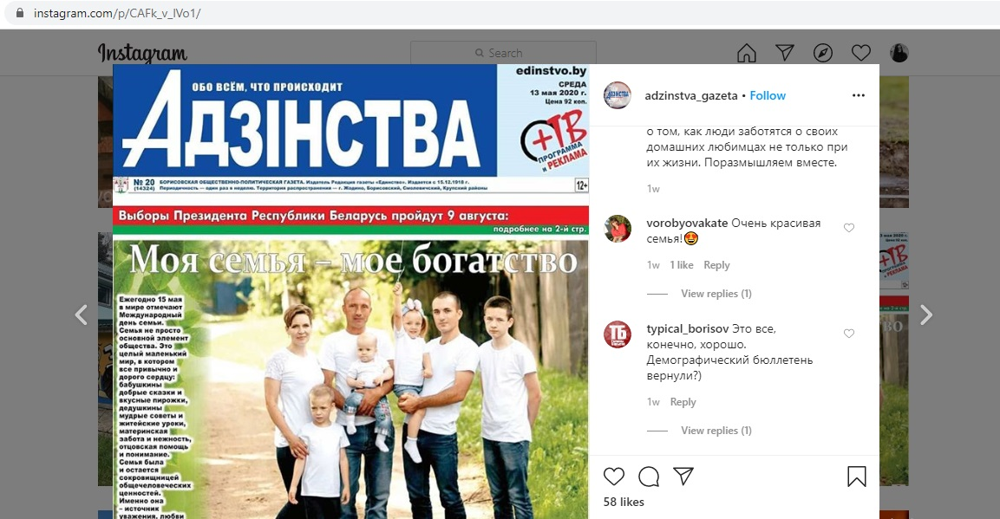 instagram.com/p/CAFk_v_lVo1/
Instagram
Search
ОБО ВСЁМ, ЧТО ПРОИСХОДИТ
АДЗIНСТВА
edinstvo.by
СРЕДА
13 мая 2020 г.
Цена 92 коп.
+ТВ
ПРОГРАММА
и РЕКЛАМА
№ 20
(14324)
БОРИСОВСКАЯ ОБЩЕСТВЕННО-ПОЛИТИЧЕСКАЯ ГАЗЕТА. Издатель Редакция газеты «Единство». Издается с 15.12.1918 г.
Периодичность — один раз в неделю. Территория распространения — г. Жодино, Борисовский, Смолевичский, Крупский районы
12+
Выборы Президента Республики Беларусь пройдут 9 августа:
подробнее на 2-й стр.
Моя семья – мое богатство
Ежегодно 15 мая
в мире отмечают
Международный
день семьи.
Семья не просто
основной элемент
общества. Это
целый маленький
мир, в котором
все привычно и
дорого сердцу:
бабушкины
добрые сказки и
вкусные пирожки,
дедушкины
мудрые советы и
житейские уроки,
материнская
забота и нежность,
отцовская помощь
и понимание.
Семья была
и остается
сокровищницей
общечеловеческих
ценностей.
Именно она
– источник
уважения, любви
adzinstva_gazeta • Follow
о том, как люди заботятся о своих
домашних любимцах не только при
их жизни. Поразмышляем вместе.
1w
vorobyovakate Очень красивая
семья!🤩
1w 1 like Reply
View replies (1)
ТБ
typical_borisov Это все,
конечно, хорошо.
Демографический бюллетень
вернули?)
1w Reply
View replies (1)
58 likes